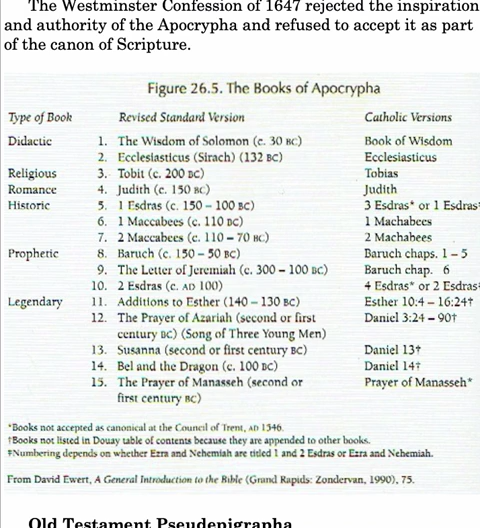 The Westminster Confession of 1647 rejected the inspiration
and authority of the Apocrypha and refused to accept it as part
of the canon of Scripture.
Figure 26.5. The Books of Apocrypha
Type of Book Revised Standard Version Catholic Versions
Didactic 1. The Wisdom of Solomon (c. 30 BC) Book of Wisdom
2. Ecclesiasticus (Sirach) (132 BC) Ecclesiasticus
Religious 3. Tobit (c. 200 BC) Tobias
Romance 4. Judith (c. 150 BC) Judith
Historic 5. 1 Esdras (c. 150 – 100 BC) 3 Esdras* or 1 Esdras‡
6. 1 Maccabees (c. 110 BC) 1 Machabees
7. 2 Maccabees (c. 110 – 70 BC) 2 Machabees
Prophetic 8. Baruch (c. 150 – 50 BC) Baruch chaps. 1 – 5
9. The Letter of Jeremiah (c. 300 – 100 BC) Baruch chap. 6
10. 2 Esdras (c. AD 100) 4 Esdras* or 2 Esdras‡
Legendary 11. Additions to Esther (140 – 130 BC) Esther 10:4 – 16:24†
12. The Prayer of Azariah (second or first Daniel 3:24 – 90†
century BC) (Song of Three Young Men)
13. Susanna (second or first century BC) Daniel 13†
14. Bel and the Dragon (c. 100 BC) Daniel 14†
15. The Prayer of Manasseh (second or Prayer of Manasseh*
first century BC)
*Books not accepted as canonical at the Council of Trent, AD 1546.
†Books not listed in Douay table of contents because they are appended to other books.
‡Numbering depends on whether Ezra and Nehemiah are titled 1 and 2 Esdras or Ezra and Nehemiah.
From David Ewert, A General Introduction to the Bible (Grand Rapids: Zondervan, 1990), 75.
Old Testament Pseudepigrapha